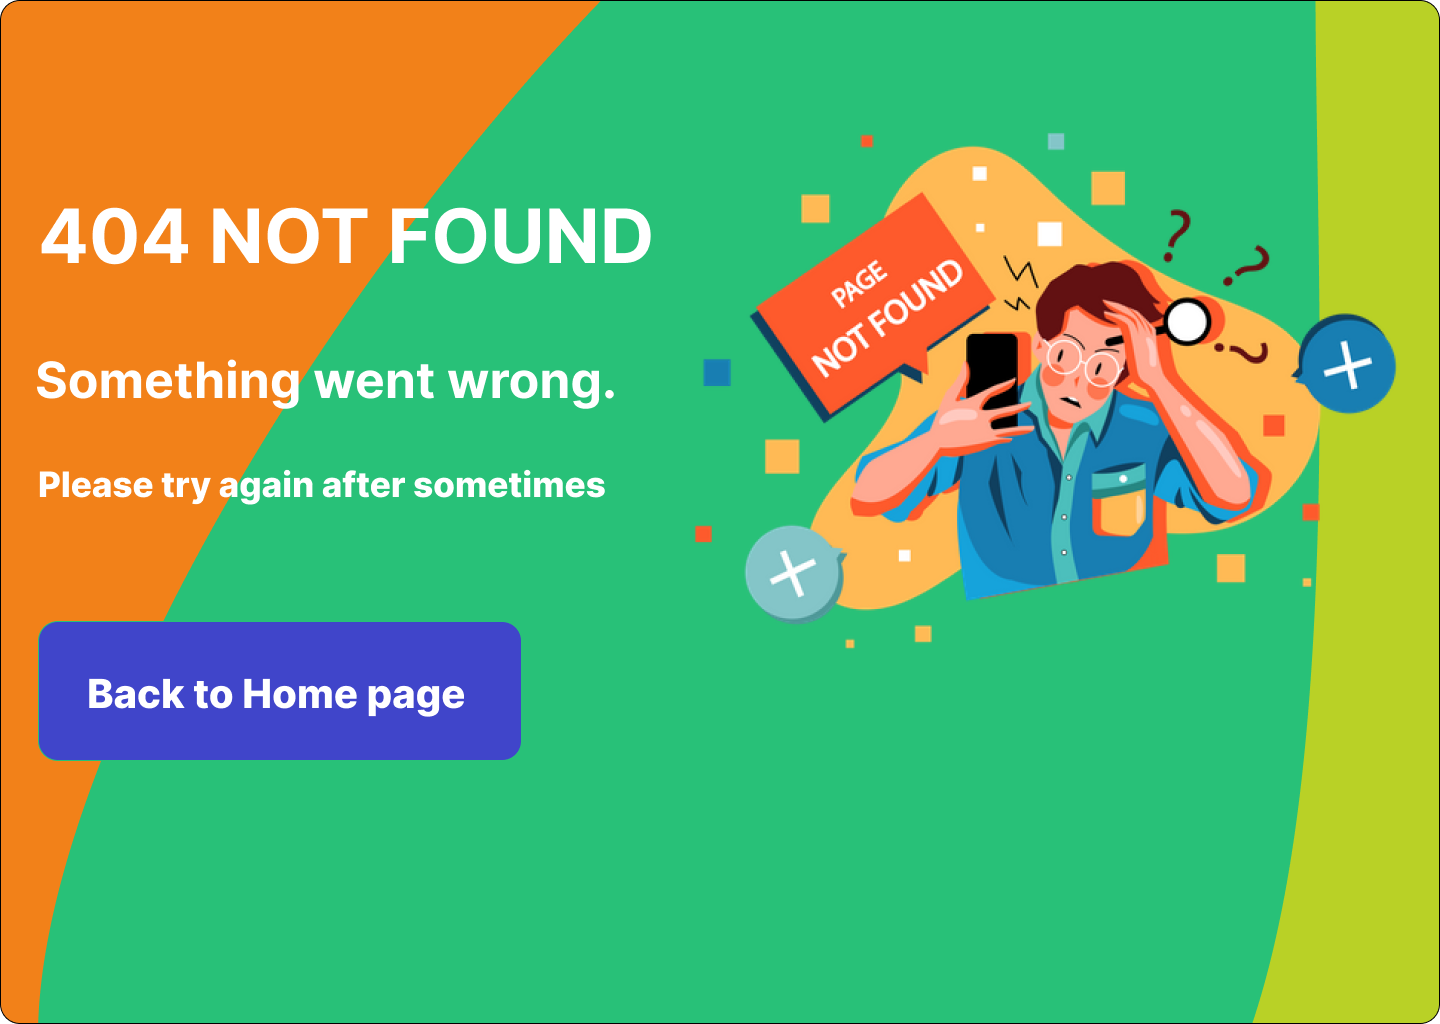 404 NOT FOUND
Something went wrong.
Please try again after sometimes
Back to Home page
PAGE
NOT FOUND
? ? ?